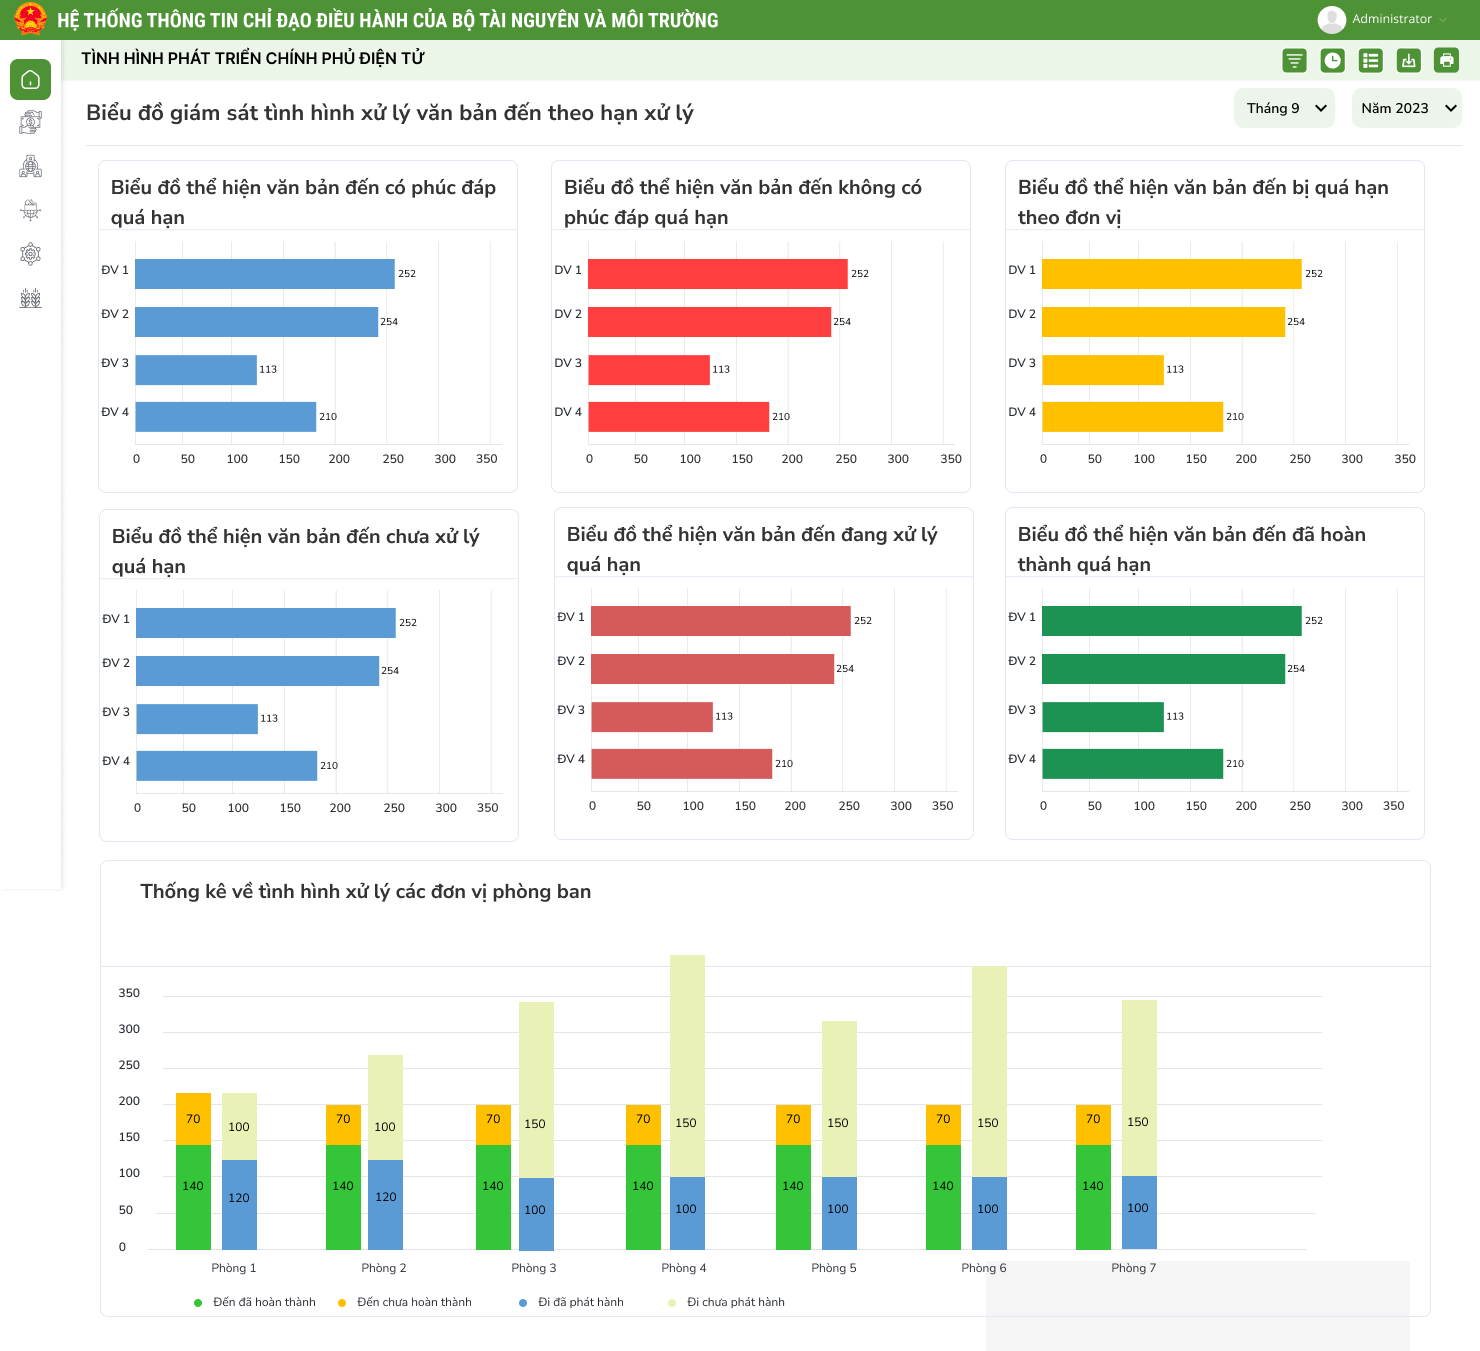 HỆ THỐNG THÔNG TIN CHỈ ĐẠO ĐIỀU HÀNH CỦA BỘ TÀI NGUYÊN VÀ MÔI TRƯỜNG
Administrator
TÌNH HÌNH PHÁT TRIỂN CHÍNH PHỦ ĐIỆN TỬ
Biểu đồ giám sát tình hình xử lý văn bản đến theo hạn xử lý
Tháng 9
Năm 2023
Biểu đồ thể hiện văn bản đến có phúc đáp
quá hạn
ĐV 1
252
ĐV 2
254
ĐV 3
113
ĐV 4
210
0 50 100 150 200 250 300 350
Biểu đồ thể hiện văn bản đến không có
phúc đáp quá hạn
DV 1
252
DV 2
254
DV 3
113
DV 4
210
0 50 100 150 200 250 300 350
Biểu đồ thể hiện văn bản đến bị quá hạn
theo đơn vị
DV 1
252
DV 2
254
DV 3
113
DV 4
210
0 50 100 150 200 250 300 350
Biểu đồ thể hiện văn bản đến chưa xử lý
quá hạn
ĐV 1
252
ĐV 2
254
ĐV 3
113
ĐV 4
210
0 50 100 150 200 250 300 350
Biểu đồ thể hiện văn bản đến đang xử lý
quá hạn
ĐV 1
252
ĐV 2
254
ĐV 3
113
ĐV 4
210
0 50 100 150 200 250 300 350
Biểu đồ thể hiện văn bản đến đã hoàn
thành quá hạn
ĐV 1
252
ĐV 2
254
ĐV 3
113
ĐV 4
210
0 50 100 150 200 250 300 350
Thống kê về tình hình xử lý các đơn vị phòng ban
350
300
250
200
150
100
50
0
70 100 70 100 70 150 70 150 70 150 70 150 70 150
140 120 140 120 140 100 140 100 140 100 140 100 140 100
Phòng 1 Phòng 2 Phòng 3 Phòng 4 Phòng 5 Phòng 6 Phòng 7
Đến đã hoàn thành Đến chưa hoàn thành Đi đã phát hành Đi chưa phát hành